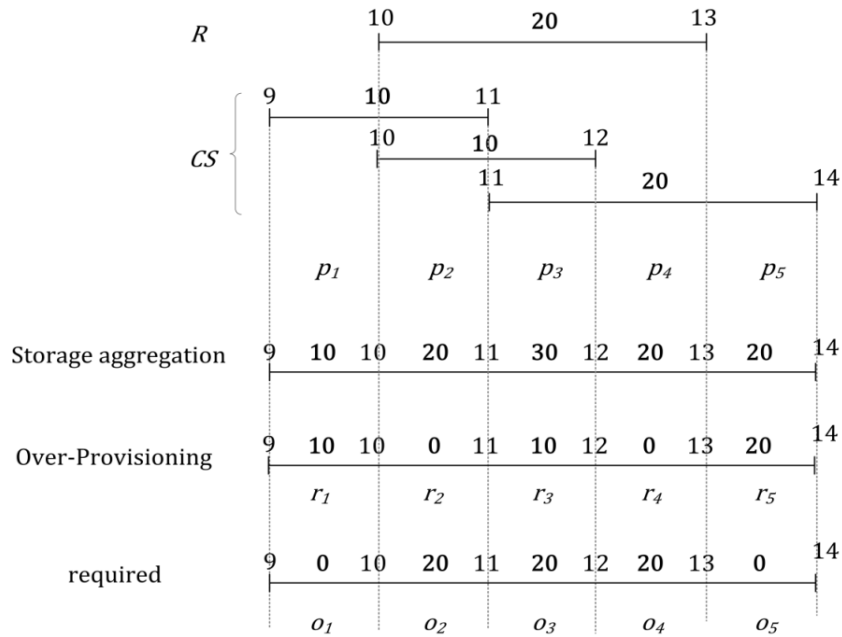 R 10 20 13
9 10 11
10 10 12
CS
11 20 14
p1 p2 p3 p4 p5
Storage aggregation 9 10 10 20 11 30 12 20 13 20 14
Over-Provisioning 9 10 10 0 11 10 12 0 13 20 14
r1 r2 r3 r4 r5
required 9 0 10 20 11 20 12 20 13 0 14
o1 o2 o3 o4 o5